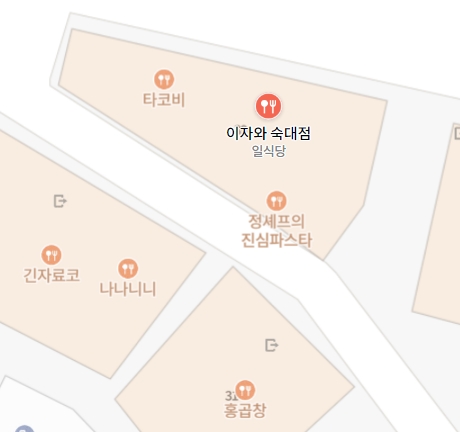 타코비
이자와 숙대점
일식당
정셰프의
진심파스타
긴자료코
나나니니
홍곱창